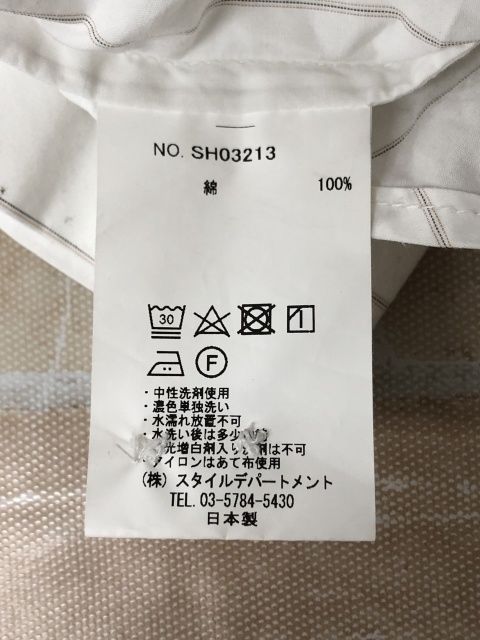 NO. SH03213
綿 100%
30
F
・中性洗剤使用
・濃色単独洗い
・水濡れ放置不可
・水洗い後は多少
光増白剤入り 剤は不可
アイロンはあて布使用
(株) スタイルデパートメント
TEL. 03-5784-5430
日本製